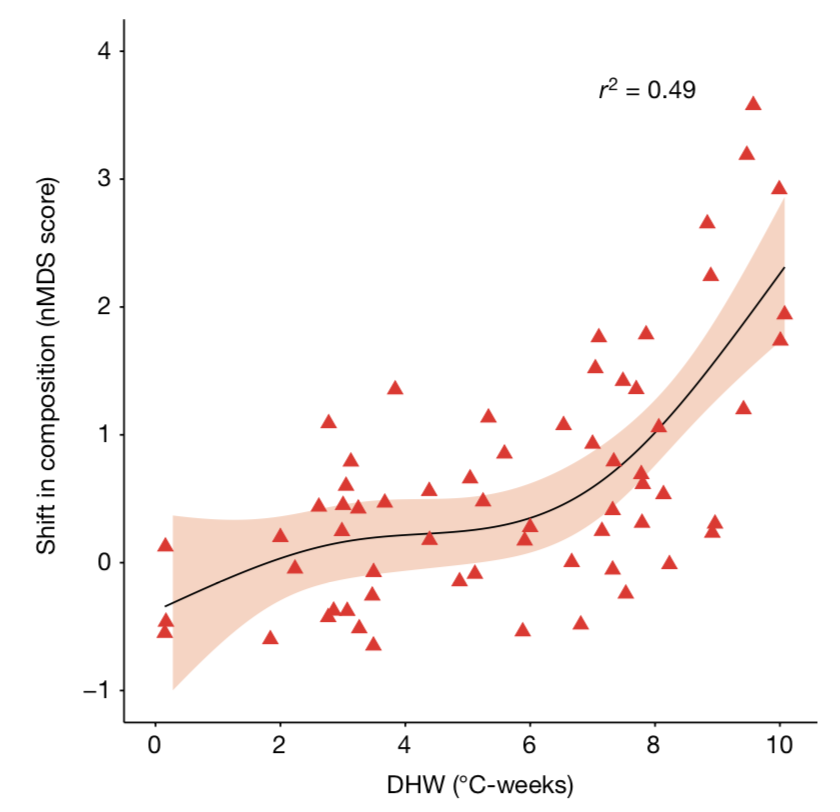 4
r² = 0.49
3
2
1
0
−1
Shift in composition (nMDS score)
0 2 4 6 8 10
DHW (°C-weeks)